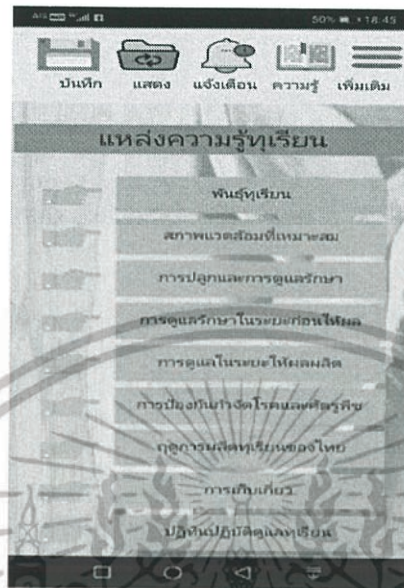 50% 18:45
บันทึก แสดง แจ้งเตือน ความรู้ เพิ่มเติม
แหล่งความรู้ทุเรียน
พันธุ์ทุเรียน
สภาพแวดล้อมที่เหมาะสม
การปลูกและการดูแลรักษา
การดูแลรักษาในระยะก่อนให้ผล
การดูแลในระยะให้ผลผลิต
การป้องกันกำจัดโรคและศัตรูพืช
ฤดูการผลิตทุเรียนของไทย
การเก็บเกี่ยว
ปฏิทินปฏิบัติดูแลทุเรียน